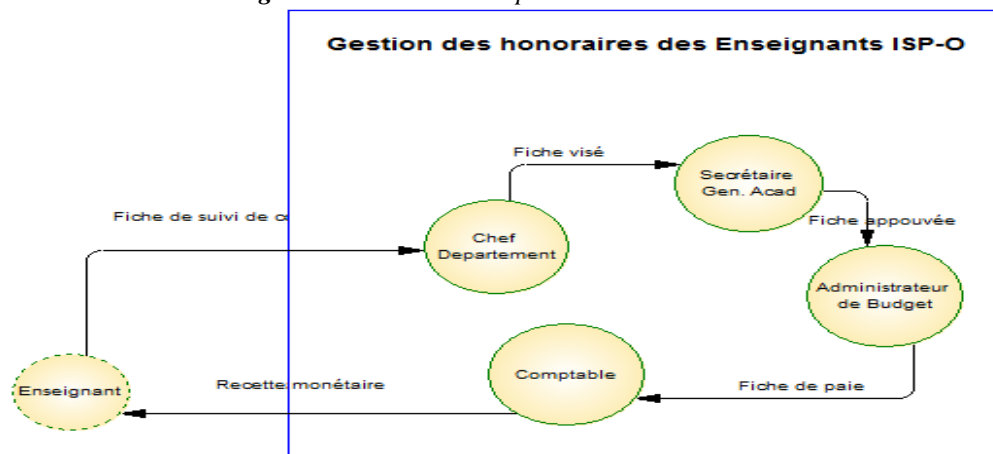 Gestion des honoraires des Enseignants ISP-O
Fiche visé
Secrétaire
Gen. Acad
Fiche de suivi de
Fiche appouvée
Chef
Departement
Administrateur
de Budget
Comptable
Fiche de paie
Recette monétaire
Enseignant